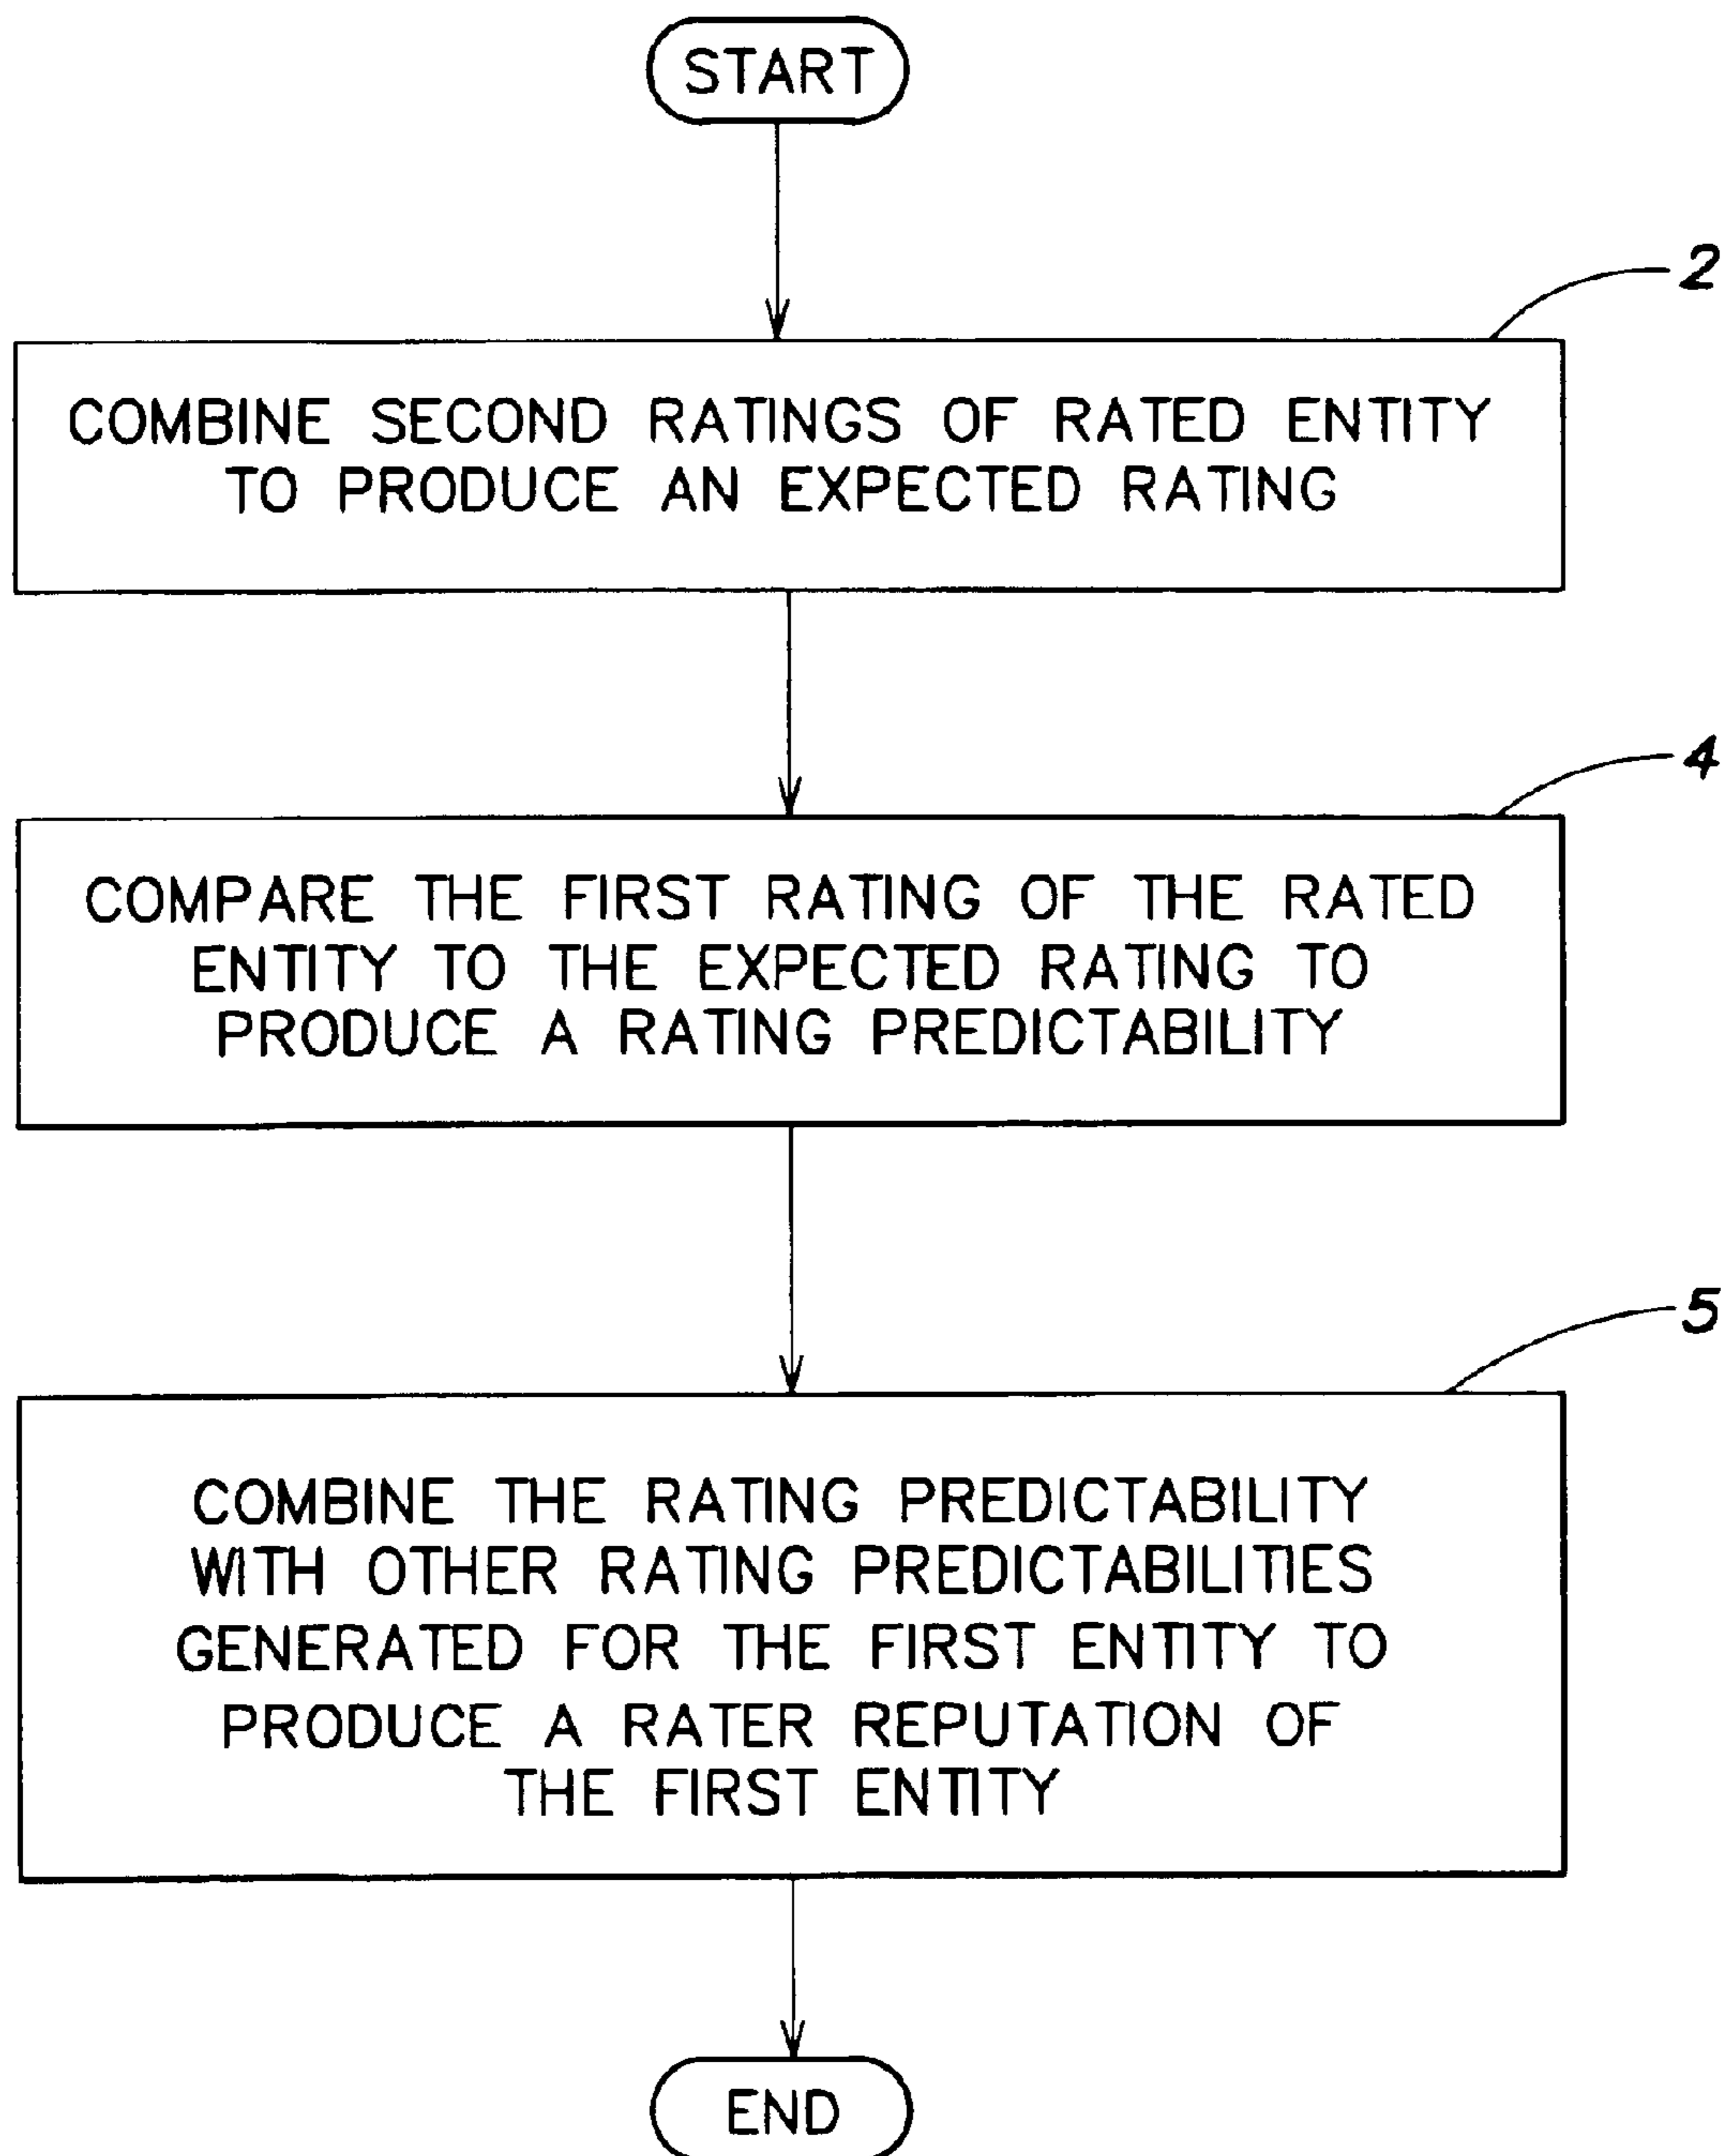 START
2
COMBINE SECOND RATINGS OF RATED ENTITY
TO PRODUCE AN EXPECTED RATING
4
COMPARE THE FIRST RATING OF THE RATED
ENTITY TO THE EXPECTED RATING TO
PRODUCE A RATING PREDICTABILITY
5
COMBINE THE RATING PREDICTABILITY
WITH OTHER RATING PREDICTABILITIES
GENERATED FOR THE FIRST ENTITY TO
PRODUCE A RATER REPUTATION OF
THE FIRST ENTITY
END